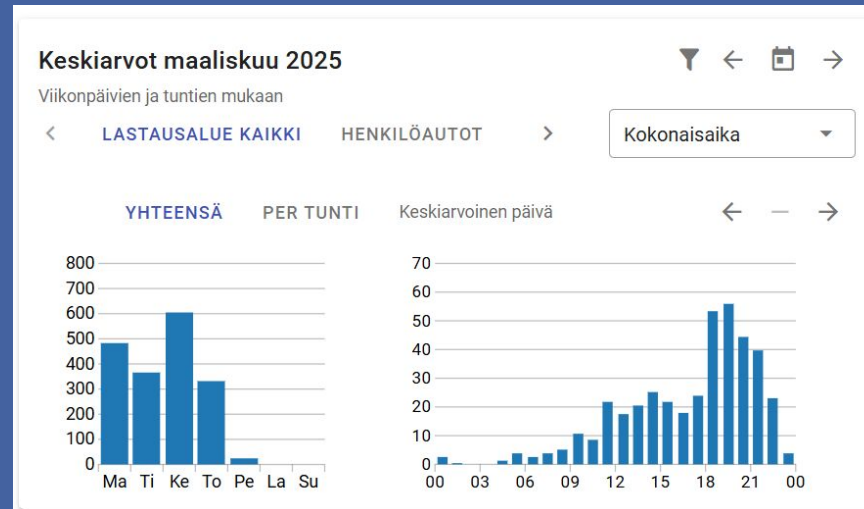 Keskiarvot maaliskuu 2025
Viikonpäivien ja tuntien mukaan
LASTAUSALUE KAIKKI HENKILÖAUTOT
Kokonaisaika
YHTEENSÄ PER TUNTI Keskiarvoinen päivä
800
700
600
500
400
300
200
100
0
Ma Ti Ke To Pe La Su
70
60
50
40
30
20
10
0
00 03 06 09 12 15 18 21 00